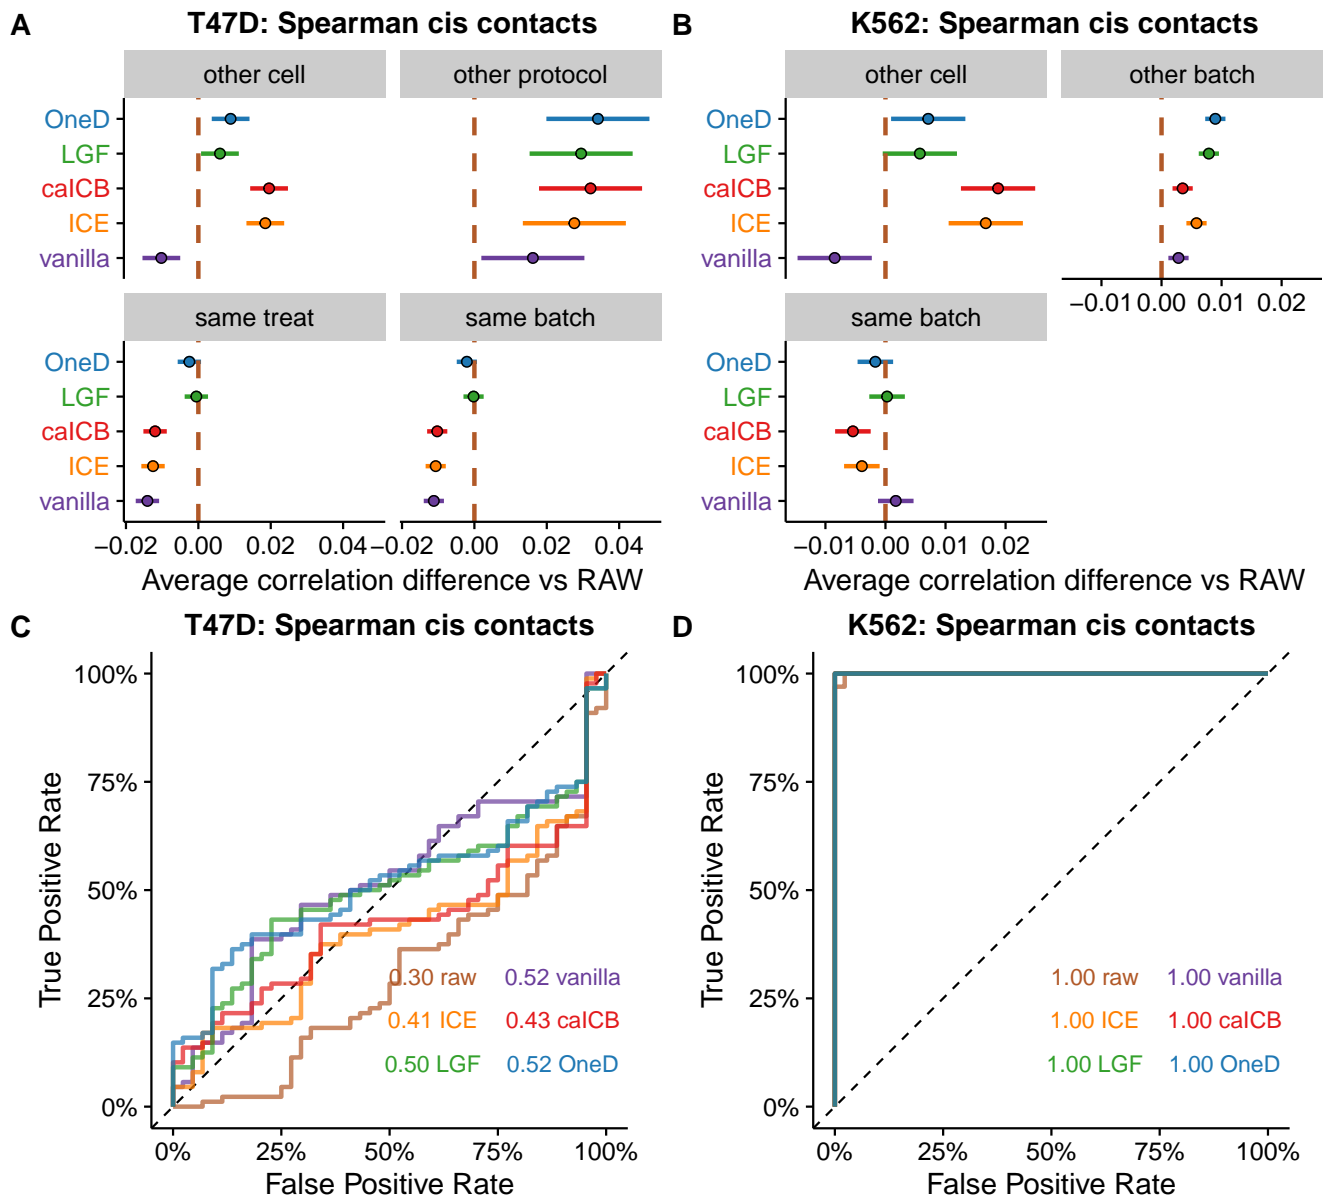 A
T47D: Spearman cis contacts
other cell
other protocol
OneD
LGF
caICB
ICE
vanilla
same treat
same batch
OneD
LGF
caICB
ICE
vanilla
−0.02 0.00 0.02 0.04
−0.02 0.00 0.02 0.04
Average correlation difference vs RAW
B
K562: Spearman cis contacts
other cell
other batch
OneD
LGF
caICB
ICE
vanilla
−0.01 0.00 0.01 0.02
same batch
OneD
LGF
caICB
ICE
vanilla
−0.01 0.00 0.01 0.02
Average correlation difference vs RAW
C
T47D: Spearman cis contacts
True Positive Rate
100%
75%
50%
25%
0%
0.30 raw 0.52 vanilla
0.41 ICE 0.43 caICB
0.50 LGF 0.52 OneD
0% 25% 50% 75% 100%
False Positive Rate
D
K562: Spearman cis contacts
True Positive Rate
100%
75%
50%
25%
0%
1.00 raw 1.00 vanilla
1.00 ICE 1.00 caICB
1.00 LGF 1.00 OneD
0% 25% 50% 75% 100%
False Positive Rate